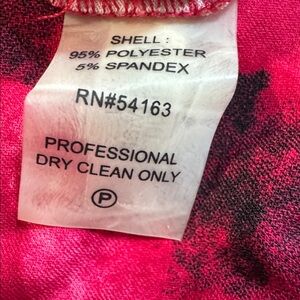 SHELL:
95% POLYESTER
5% SPANDEX
RN#54163
PROFESSIONAL
DRY CLEAN ONLY
P